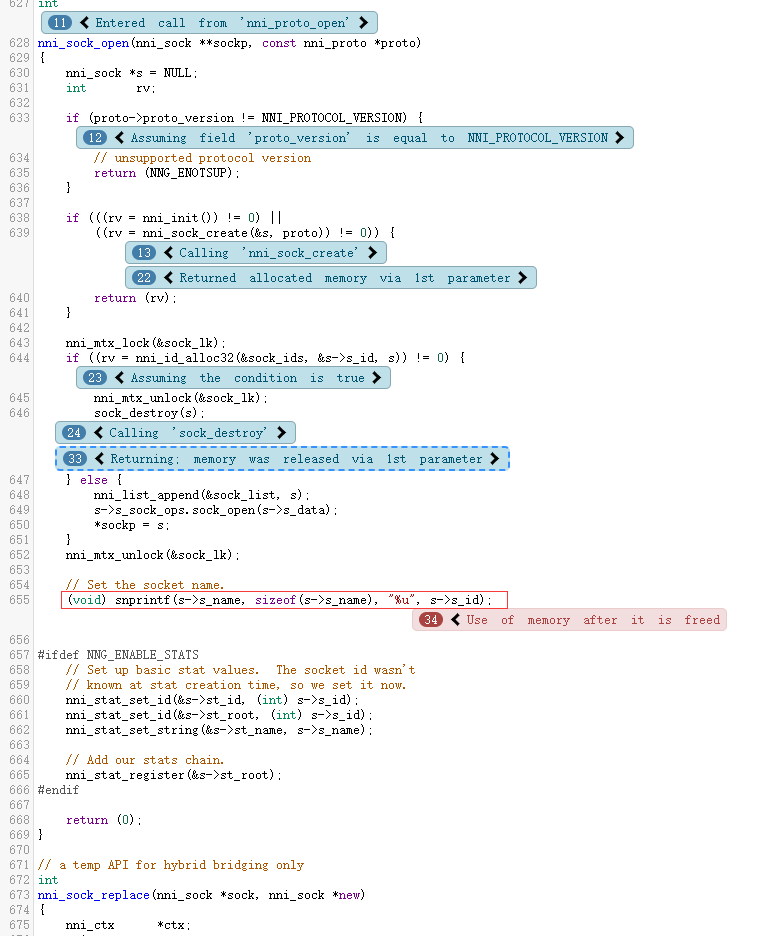 627 int
11 Entered call from 'nni_proto_open'
628 nni_sock_open(nni_sock **sockp, const nni_proto *proto)
629 {
630     nni_sock *s = NULL;
631     int       rv;
632
633     if (proto->proto_version != NNI_PROTOCOL_VERSION) {
12 Assuming field 'proto_version' is equal to NNI_PROTOCOL_VERSION
634         // unsupported protocol version
635         return (NNG_ENOTSUP);
636     }
637
638     if (((rv = nni_init()) != 0) ||
639         ((rv = nni_sock_create(&s, proto)) != 0)) {
13 Calling 'nni_sock_create'
22 Returned allocated memory via 1st parameter
640         return (rv);
641     }
642
643     nni_mtx_lock(&sock_lk);
644     if ((rv = nni_id_alloc32(&sock_ids, &s->s_id, s)) != 0) {
23 Assuming the condition is true
645         nni_mtx_unlock(&sock_lk);
646         sock_destroy(s);
24 Calling 'sock_destroy'
33 Returning; memory was released via 1st parameter
647     } else {
648         nni_list_append(&sock_list, s);
649         s->s_sock_ops.sock_open(s->s_data);
650         *sockp = s;
651     }
652     nni_mtx_unlock(&sock_lk);
653
654     // Set the socket name.
655     (void) snprintf(s->s_name, sizeof(s->s_name), "%u", s->s_id);
34 Use of memory after it is freed
656
657 #ifdef NNG_ENABLE_STATS
658     // Set up basic stat values.  The socket id wasn't
659     // known at stat creation time, so we set it now.
660     nni_stat_set_id(&s->st_id, (int) s->s_id);
661     nni_stat_set_id(&s->st_root, (int) s->s_id);
662     nni_stat_set_string(&s->st_name, s->s_name);
663
664     // Add our stats chain.
665     nni_stat_register(&s->st_root);
666 #endif
667
668     return (0);
669 }
670
671 // a temp API for hybrid bridging only
672 int
673 nni_sock_replace(nni_sock *sock, nni_sock *new)
674 {
675     nni_ctx      *ctx;